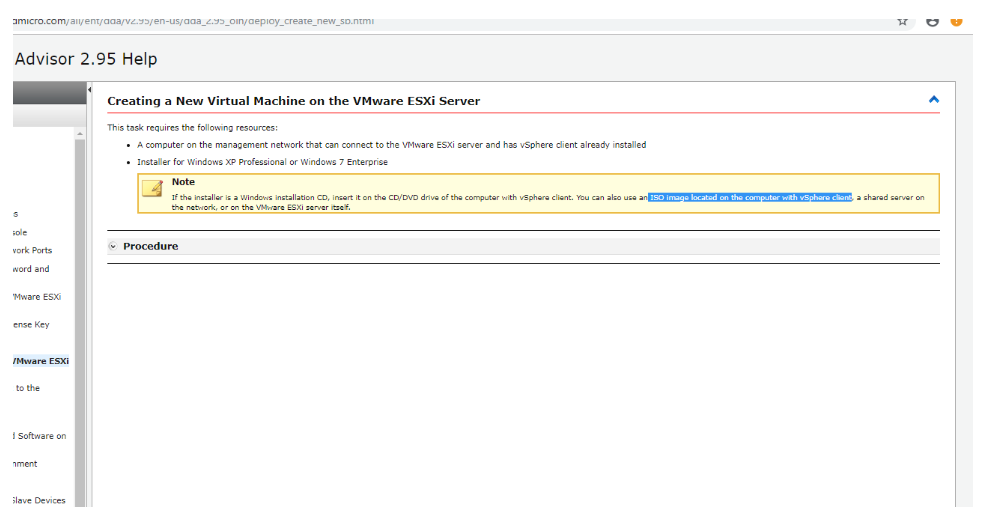 dmicro.com/all/ent/dda/v2.95/en-us/dda_2.95_olh/deploy_create_new_sb.html
Advisor 2.95 Help
s
sole
vork Ports
word and
'Mware ESXi
ense Key
/Mware ESXi
to the
d Software on
nment
Slave Devices
Creating a New Virtual Machine on the VMware ESXi Server
This task requires the following resources:
• A computer on the management network that can connect to the VMware ESXi server and has vSphere client already installed
• Installer for Windows XP Professional or Windows 7 Enterprise
Note
If the installer is a Windows installation CD, insert it on the CD/DVD drive of the computer with vSphere client. You can also use an ISO image located on the computer with vSphere client, a shared server on
the network, or on the VMware ESXi server itself.
Procedure